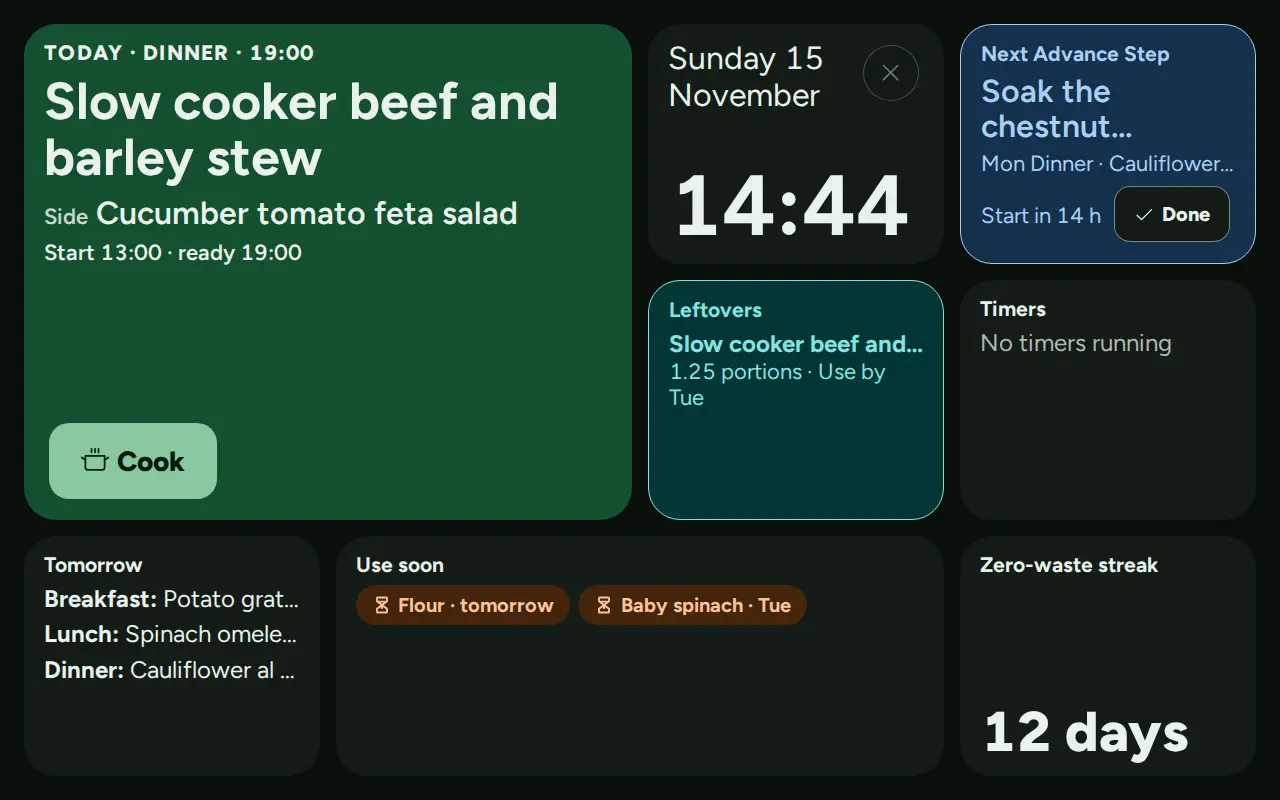 TODAY · DINNER · 19:00
Slow cooker beef and
barley stew
Side Cucumber tomato feta salad
Start 13:00 · ready 19:00
Cook
Sunday 15
November
14:44
Next Advance Step
Soak the
chestnut…
Mon Dinner · Cauliflower…
Start in 14 h
Done
Leftovers
Slow cooker beef and…
1.25 portions · Use by
Tue
Timers
No timers running
Tomorrow
Breakfast: Potato grat…
Lunch: Spinach omele…
Dinner: Cauliflower al …
Use soon
Flour · tomorrow
Baby spinach · Tue
Zero-waste streak
12 days